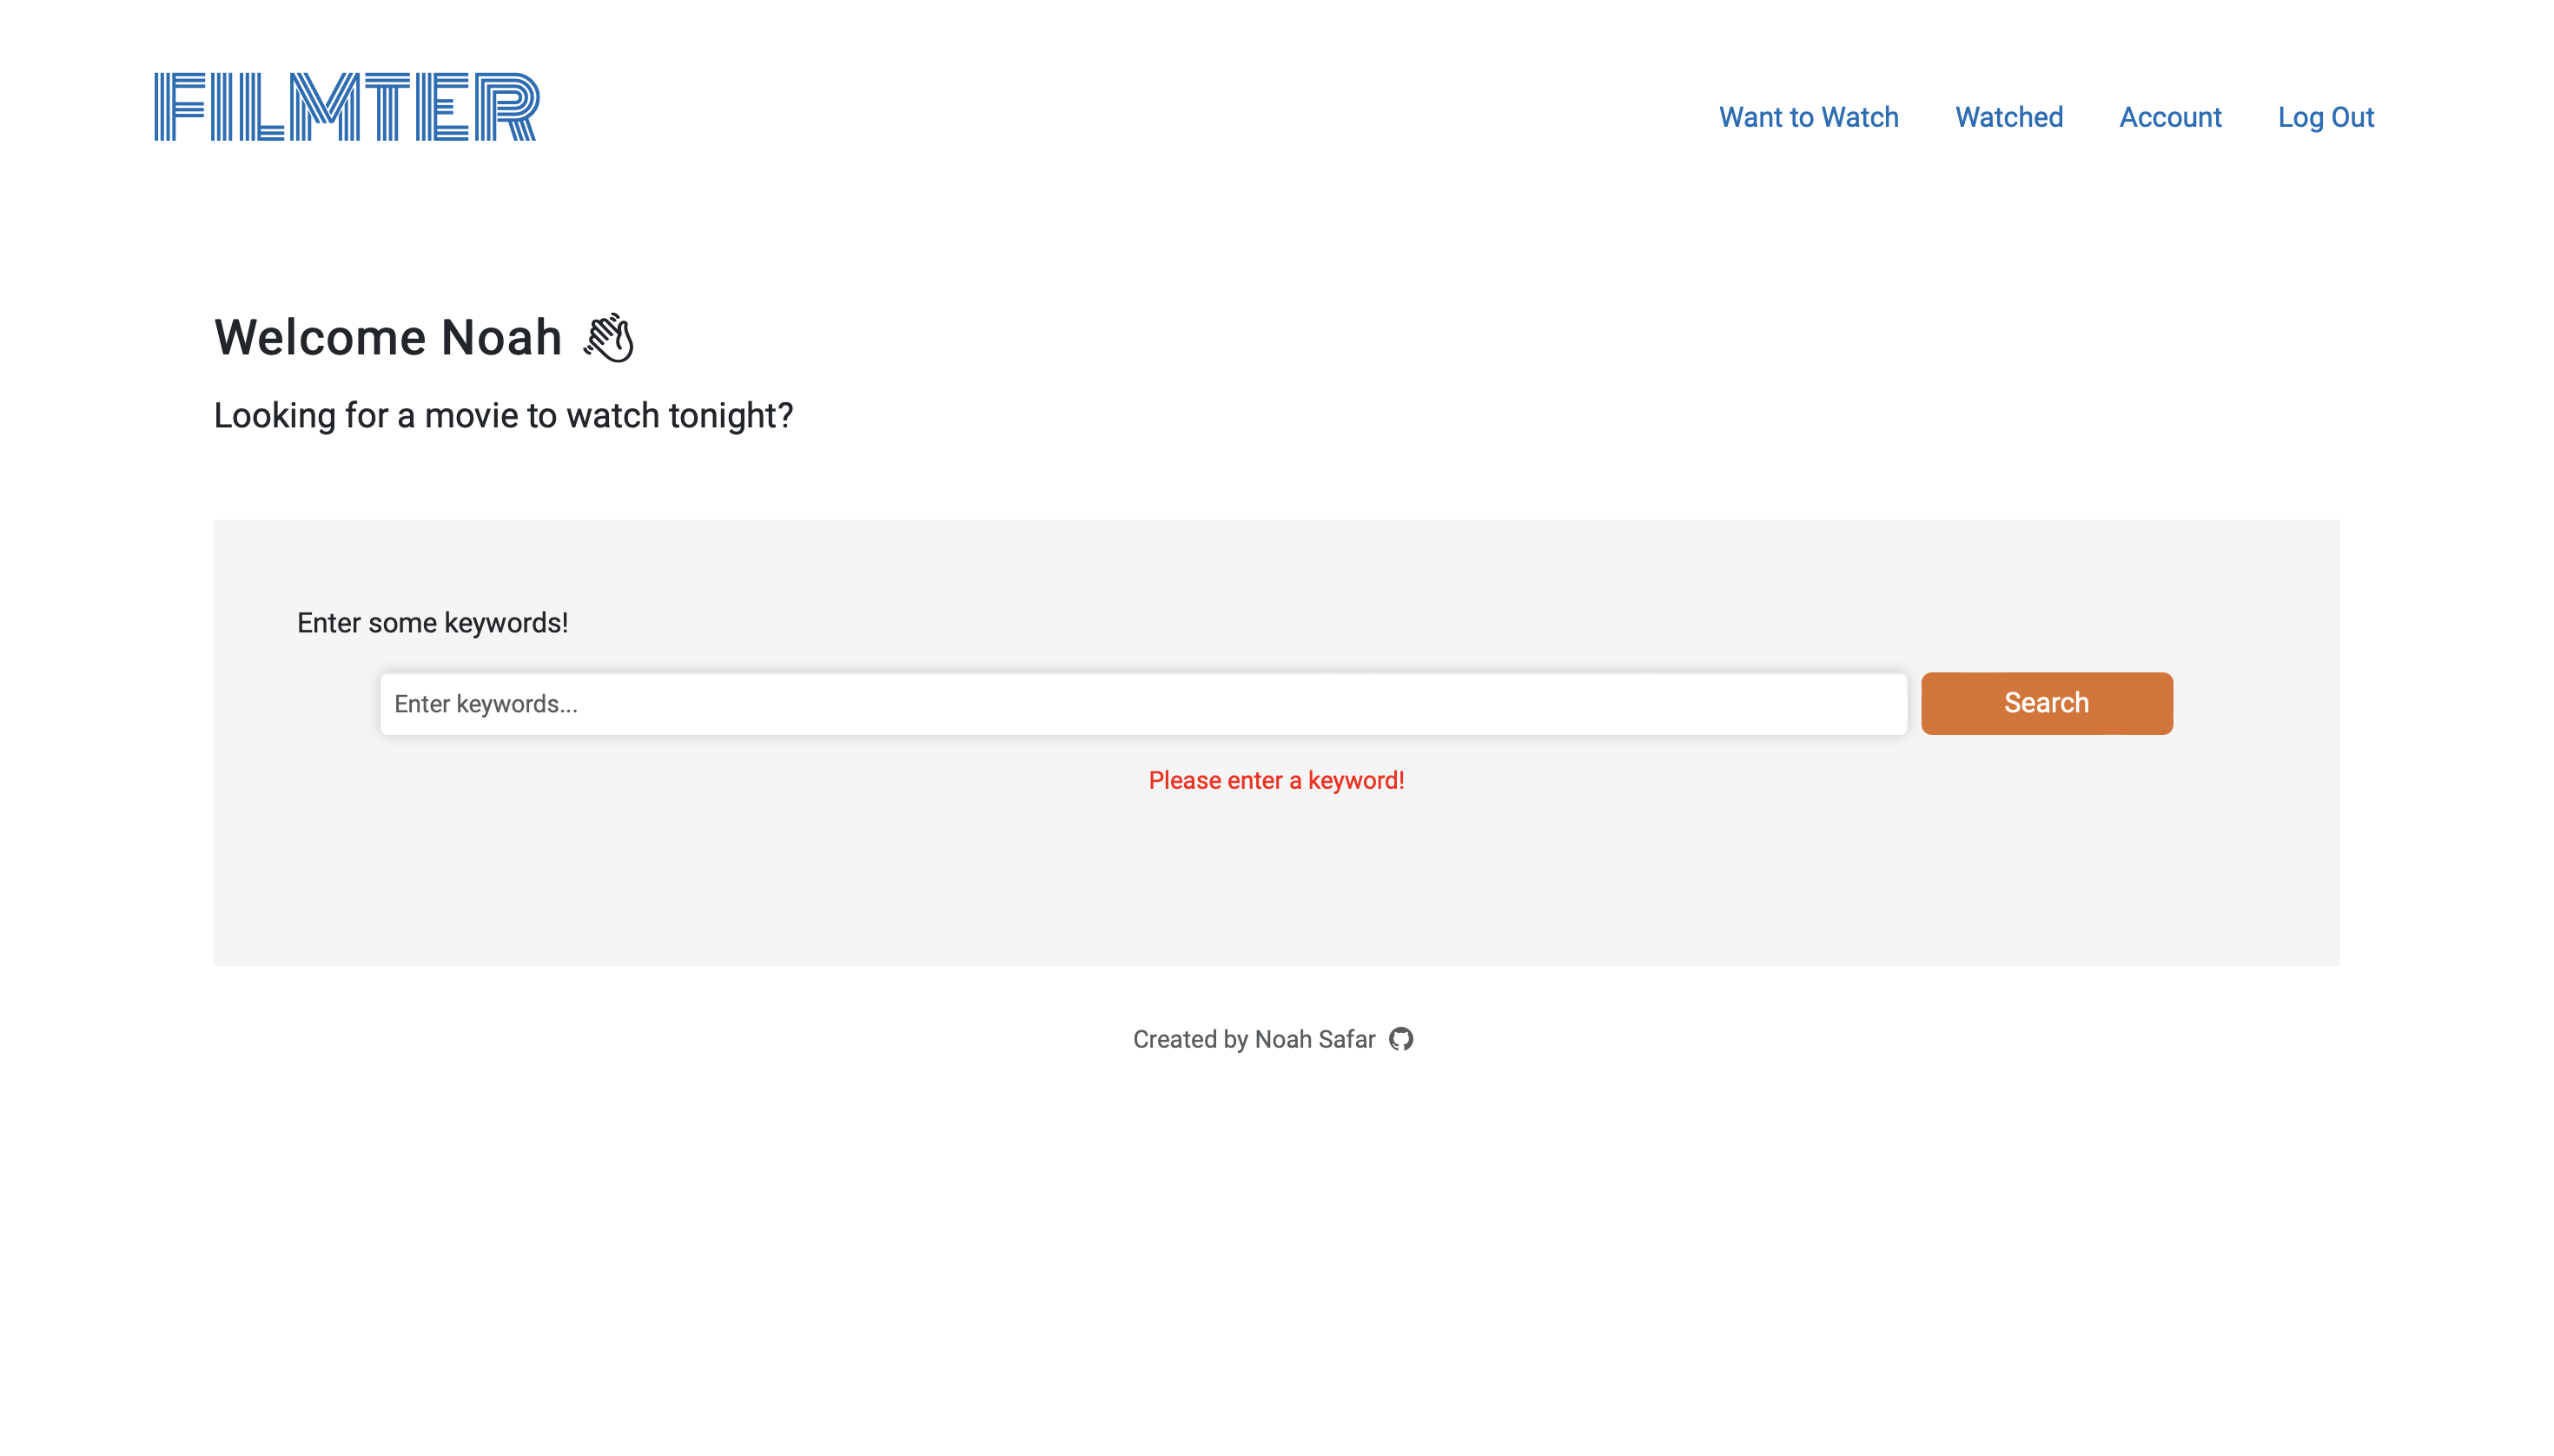 FILMTER
Want to Watch Watched Account Log Out
Welcome Noah
Looking for a movie to watch tonight?
Enter some keywords!
Enter keywords...
Search
Please enter a keyword!
Created by Noah Safar